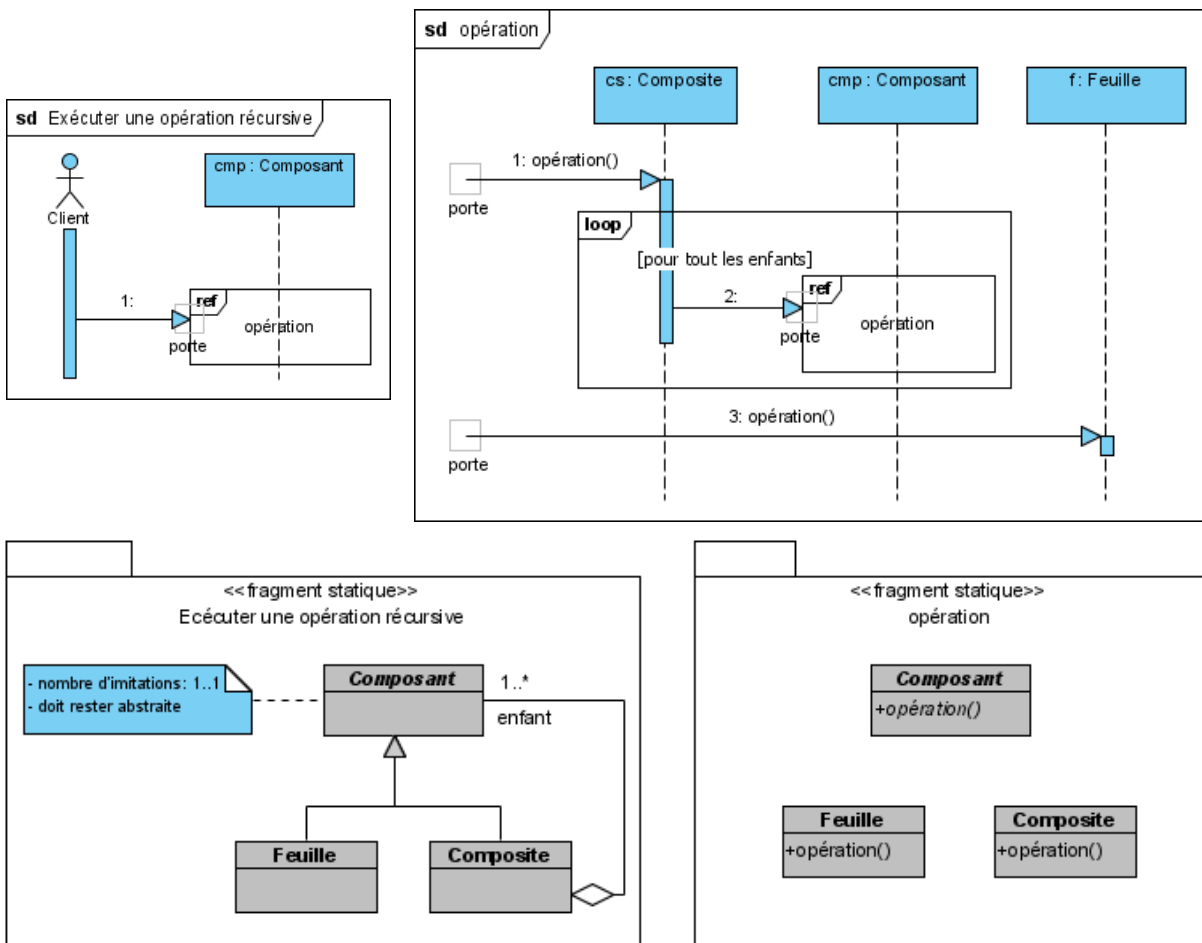 sd opération
cs : Composite
cmp : Composant
f : Feuille
1: opération()
porte
loop
[pour tout les enfants]
2:
ref
porte
opération
3: opération()
porte
sd Exécuter une opération récursive
Client
cmp : Composant
1:
ref
porte
opération
<<fragment statique>>
Ecécuter une opération récursive
- nombre d'imitations: 1..1
- doit rester abstraite
Composant
1..*
enfant
Feuille
Composite
<<fragment statique>>
opération
Composant
+opération()
Feuille
+opération()
Composite
+opération()